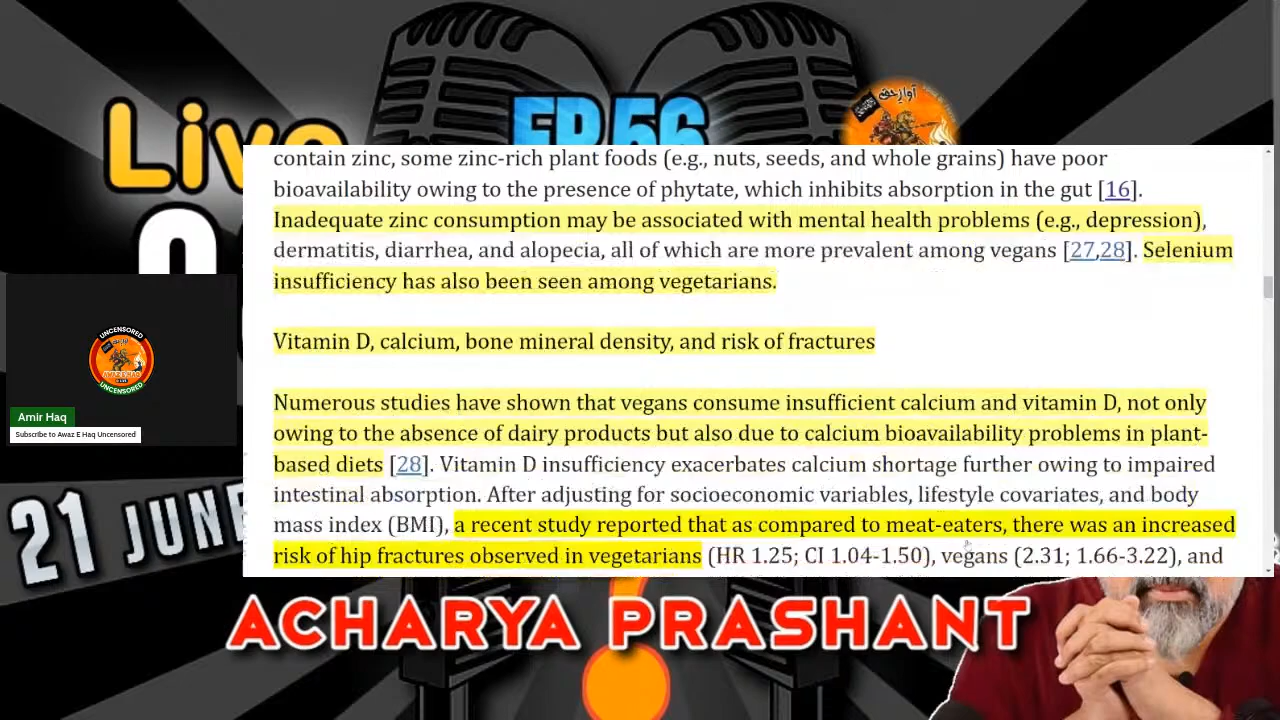 Live
EP 56
آوازِ حق
contain zinc, some zinc-rich plant foods (e.g., nuts, seeds, and whole grains) have poor
bioavailability owing to the presence of phytate, which inhibits absorption in the gut [16].
Inadequate zinc consumption may be associated with mental health problems (e.g., depression),
dermatitis, diarrhea, and alopecia, all of which are more prevalent among vegans [27,28]. Selenium
insufficiency has also been seen among vegetarians.
Vitamin D, calcium, bone mineral density, and risk of fractures
Numerous studies have shown that vegans consume insufficient calcium and vitamin D, not only
owing to the absence of dairy products but also due to calcium bioavailability problems in plant-
based diets [28]. Vitamin D insufficiency exacerbates calcium shortage further owing to impaired
intestinal absorption. After adjusting for socioeconomic variables, lifestyle covariates, and body
mass index (BMI), a recent study reported that as compared to meat-eaters, there was an increased
risk of hip fractures observed in vegetarians (HR 1.25; CI 1.04-1.50), vegans (2.31; 1.66-3.22), and
UNCENSORED
AWAZ E HAQ
UNCENSORED
Amir Haq
Subscribe to Awaz E Haq Uncensored
21 JUNE
ACHARYA PRASHANT